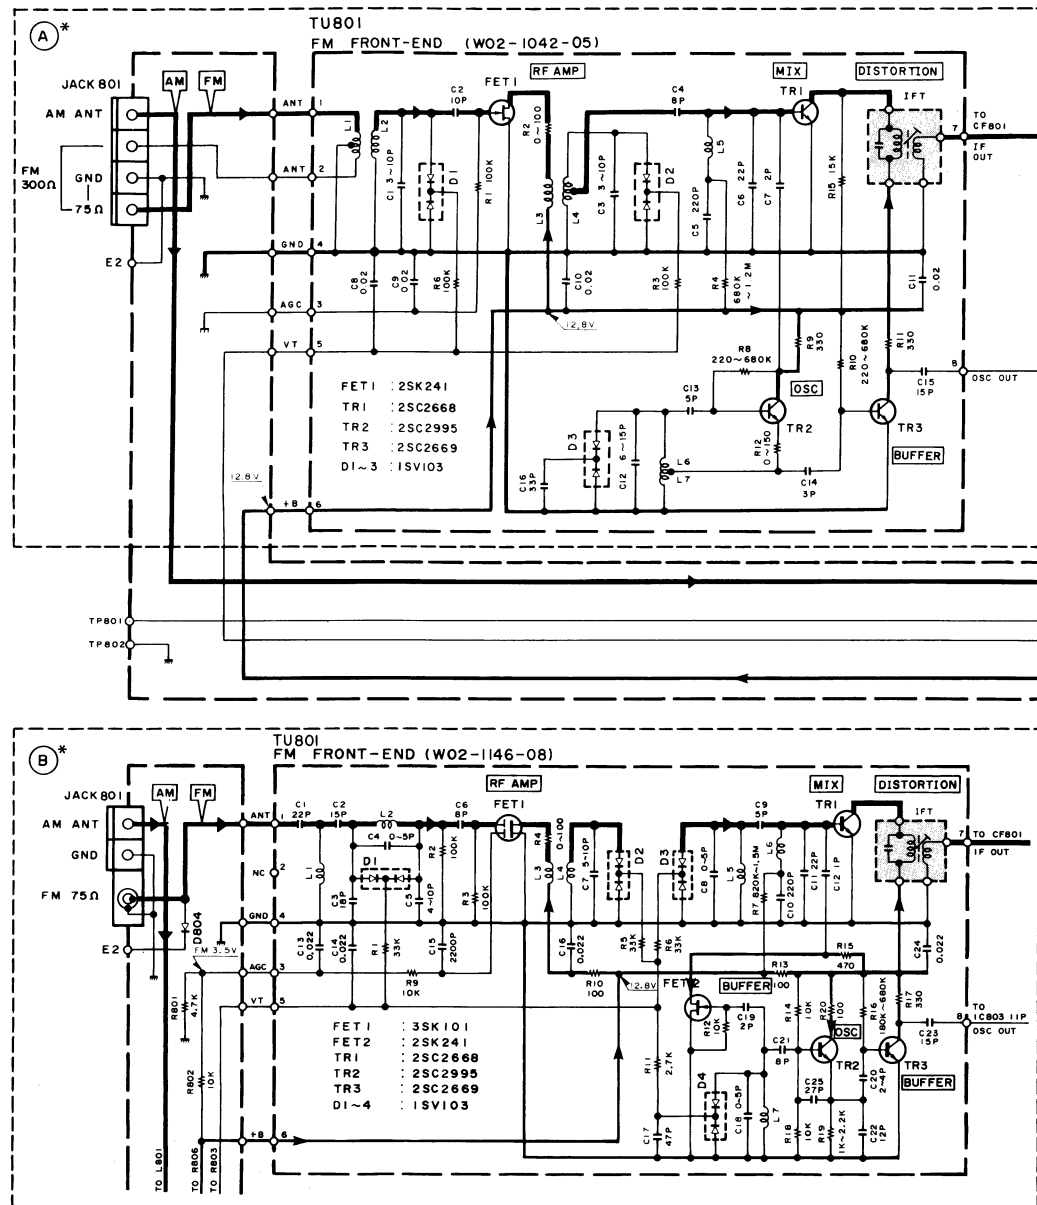 A *
TU801
FM FRONT-END (W02-1042-05)
JACK 801
AM
FM
AM ANT
FM
300Ω
GND
75Ω
E2
ANT 1
ANT 2
GND 4
AGC 3
VT 5
+B 6
12.8V
L1
L2
C1 3~10P
D1
C2
10P
R1 100K
FET1
RF AMP
R2
0~100
L3
L4
C3 3~10P
D2
C4
8P
L5
C5 220P
C6 22P
C7 2P
MIX
TR1
R15 15K
DISTORTION
IFT
7
TO
CF801
IF
OUT
C8
0.02
C9
0.02
R6
100K
C10
0.02
R3
100K
R4
680K
~1.2M
C11
0.02
12.8V
R8
220~680K
R9
330
R10
220~680K
R11
330
8
OSC OUT
C15
15P
C13
5P
OSC
TR2
TR3
BUFFER
R12
0~150
C14
3P
D3
C16
33P
C12 6~15P
L6
L7
FET1 : 2SK241
TR1 : 2SC2668
TR2 : 2SC2995
TR3 : 2SC2669
D1~3 : 1SV103
TP801
TP802
B *
TU801
FM FRONT-END (W02-1146-08)
JACK 801
AM
FM
AM ANT
GND
FM 75Ω
E2
D804
FM 3.5V
R801
4.7K
R802
10K
TO L801
TO R806
TO R803
ANT 1
NC 2
GND 4
AGC 3
VT 5
+B 6
C1
22P
C2
15P
L2
C4 0~5P
L1
D1
C3
18P
C5
4~10P
R2
100K
C6
8P
R3
100K
RF AMP
FET1
R4
0~100
L3
L4
C7 5~10P
D2
D3
C8 0~5P
L5
R7 820K~1.5M
C9
5P
L6
C10 220P
C11 22P
C12 1P
MIX
TR1
DISTORTION
IFT
7
TO CF801
IF OUT
C13
0.022
C14
0.022
R1
33K
C15
2200P
R9
10K
C16
0.022
R10
100
12.8V
R5
33K
R6
33K
FET2
BUFFER
R13
100
R15
470
C24
0.022
R12
10K
C19
2P
R14
10K
R20
100
R16
180K~680K
R17
330
TO
IC803 11P
8
OSC OUT
C23
15P
OSC
TR2
TR3
BUFFER
C21
8P
C25
27P
C20
2~4P
R11
2.7K
D4
C17
47P
C18 0~5P
L7
R18
10K
R19
1K~2.2K
C22
12P
FET1 : 3SK101
FET2 : 2SK241
TR1 : 2SC2668
TR2 : 2SC2995
TR3 : 2SC2669
D1~4 : 1SV103